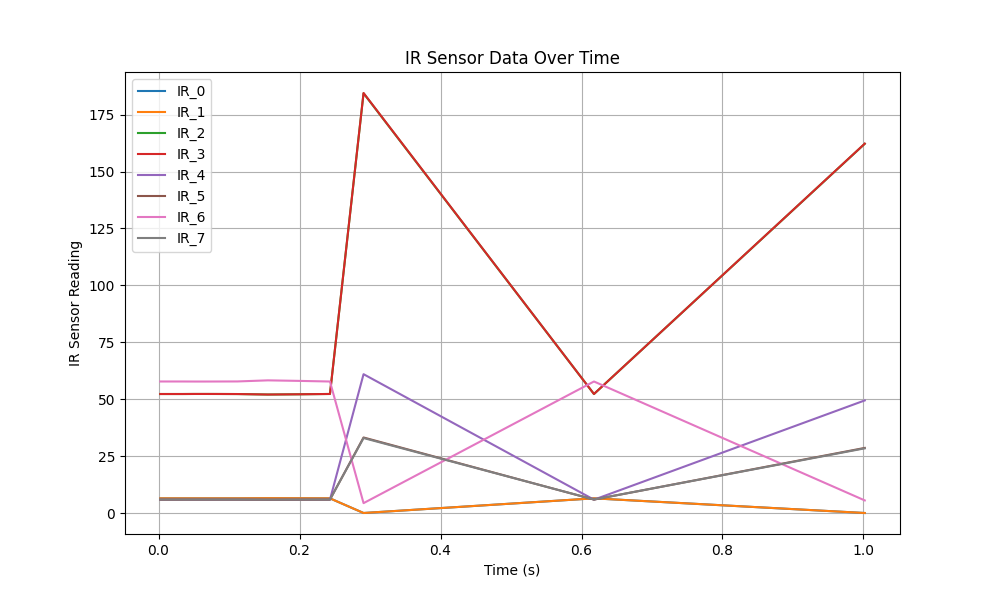 IR Sensor Data Over Time
IR_0
IR_1
IR_2
IR_3
IR_4
IR_5
IR_6
IR_7
IR Sensor Reading
175
150
125
100
75
50
25
0
0.0 0.2 0.4 0.6 0.8 1.0
Time (s)